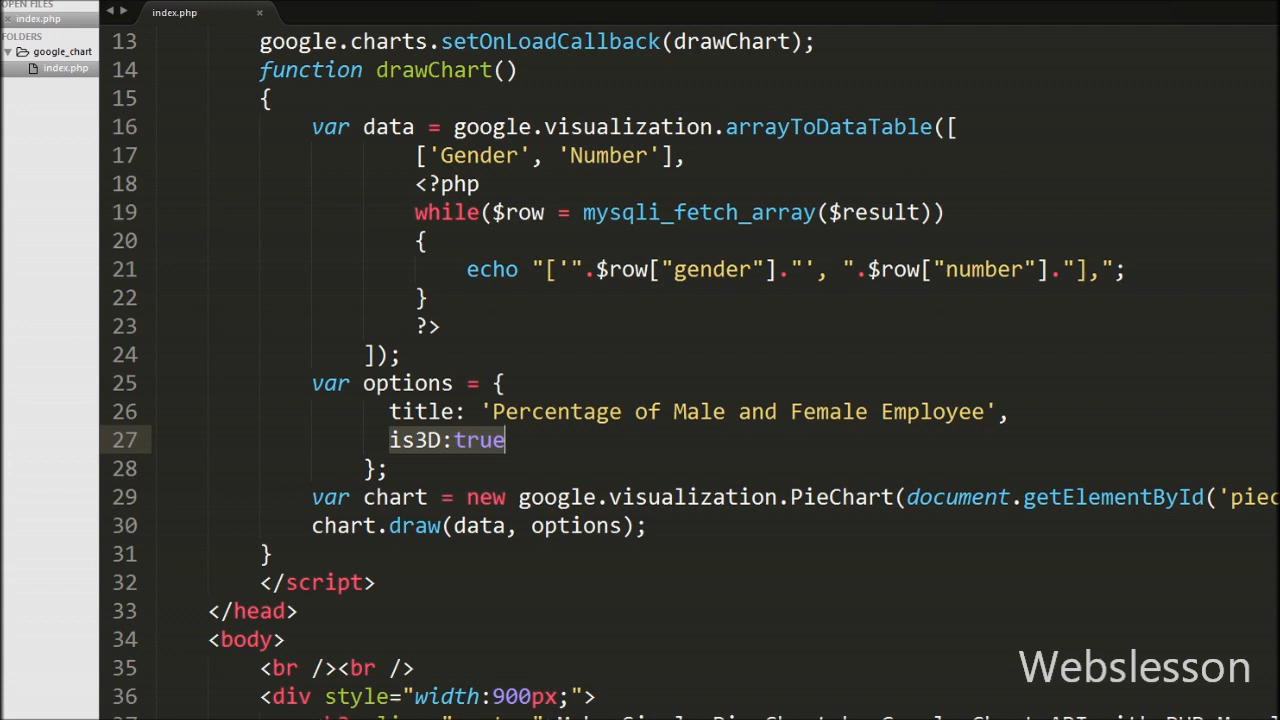 OPEN FILES
index.php
FOLDERS
google_chart
index.php
index.php
13 google.charts.setOnLoadCallback(drawChart);
14 function drawChart()
15 {
16 var data = google.visualization.arrayToDataTable([
17 ['Gender', 'Number'],
18 <?php
19 while($row = mysqli_fetch_array($result))
20 {
21 echo "['".$row["gender"]."', ".$row["number"]."],";
22 }
23 ?>
24 ]);
25 var options = {
26 title: 'Percentage of Male and Female Employee',
27 is3D:true
28 };
29 var chart = new google.visualization.PieChart(document.getElementById('piec
30 chart.draw(data, options);
31 }
32 </script>
33 </head>
34 <body>
35 <br /><br />
36 <div style="width:900px;">
Webslesson